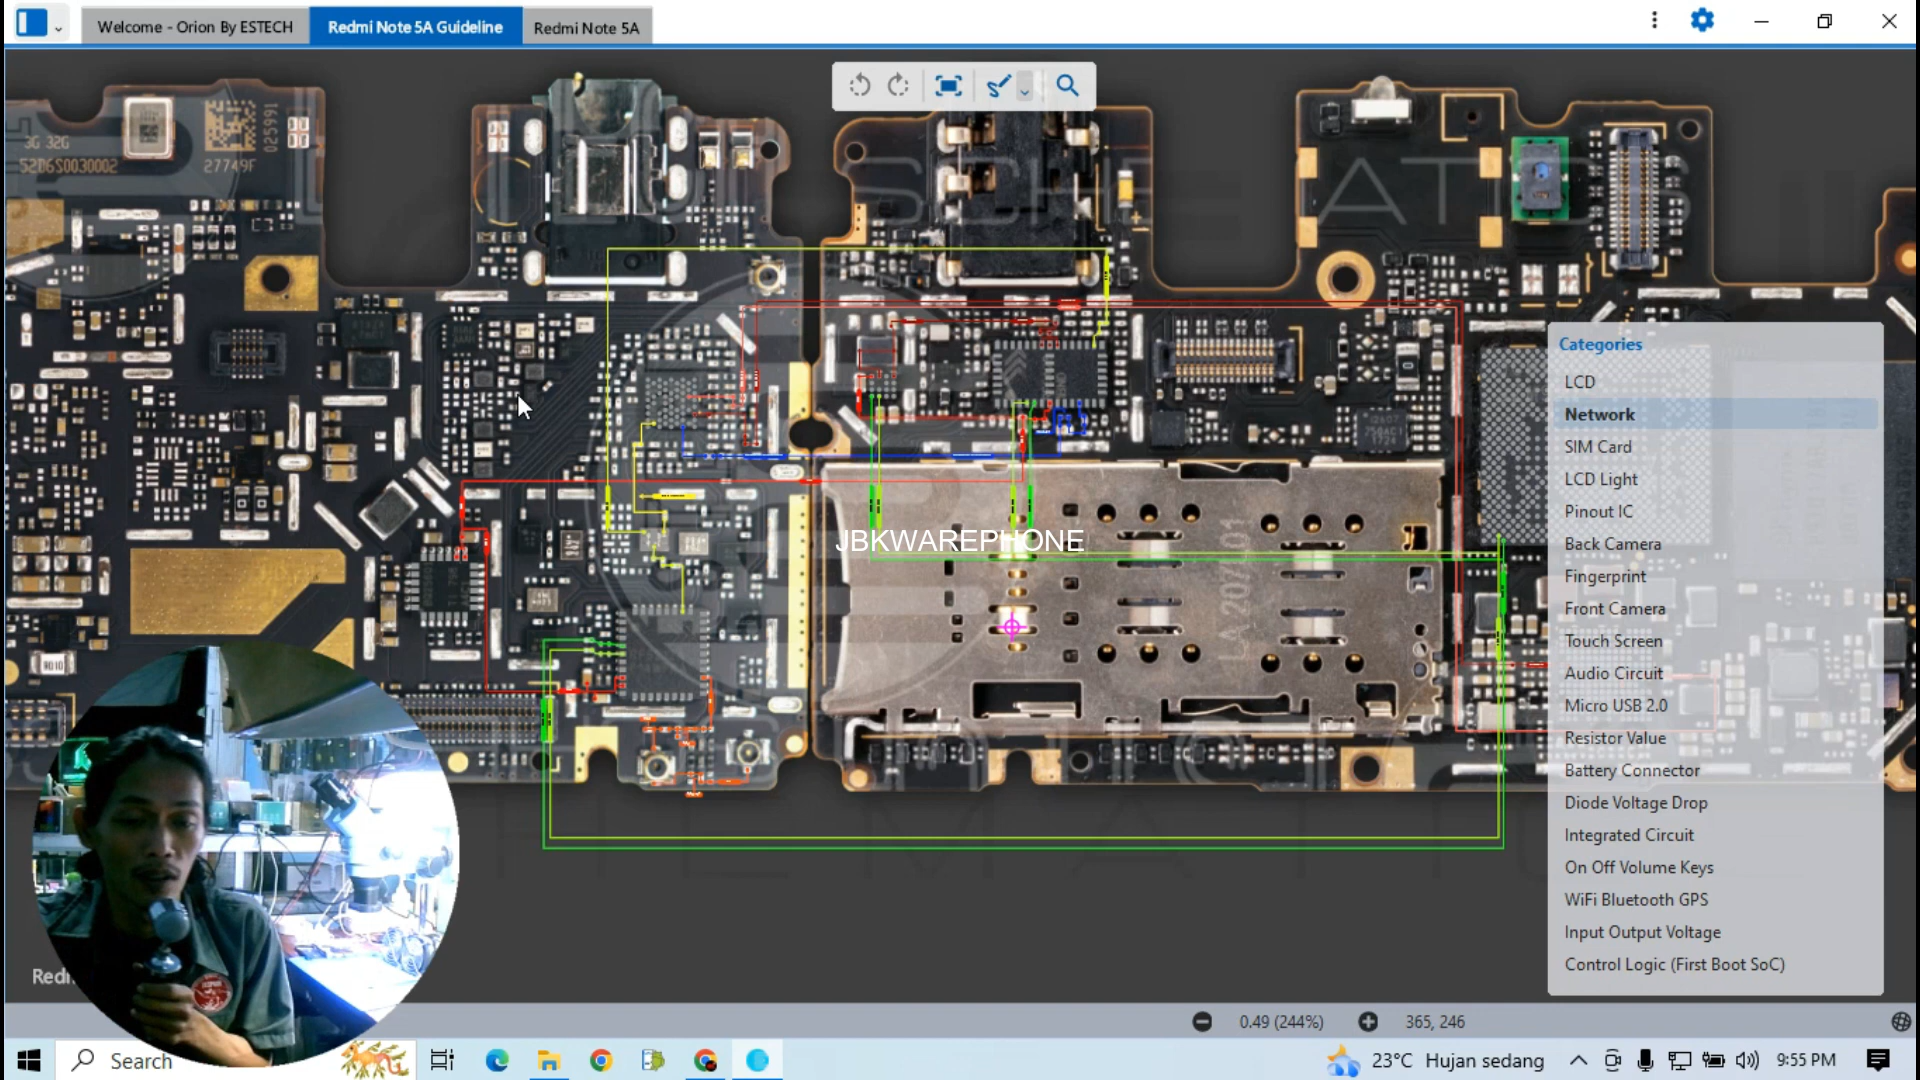 Welcome - Orion By ESTECH
Redmi Note 5A Guideline
Redmi Note 5A
3G 32G
52D6S0030002
27749F
025991
SCHEMATICS
JBKWAREPHONE
Categories
LCD
Network
SIM Card
LCD Light
Pinout IC
Back Camera
Fingerprint
Front Camera
Touch Screen
Audio Circuit
Micro USB 2.0
Resistor Value
Battery Connector
Diode Voltage Drop
Integrated Circuit
On Off Volume Keys
WiFi Bluetooth GPS
Input Output Voltage
Control Logic (First Boot SoC)
0.49 (244%)
365, 246
Search
23°C Hujan sedang
9:55 PM